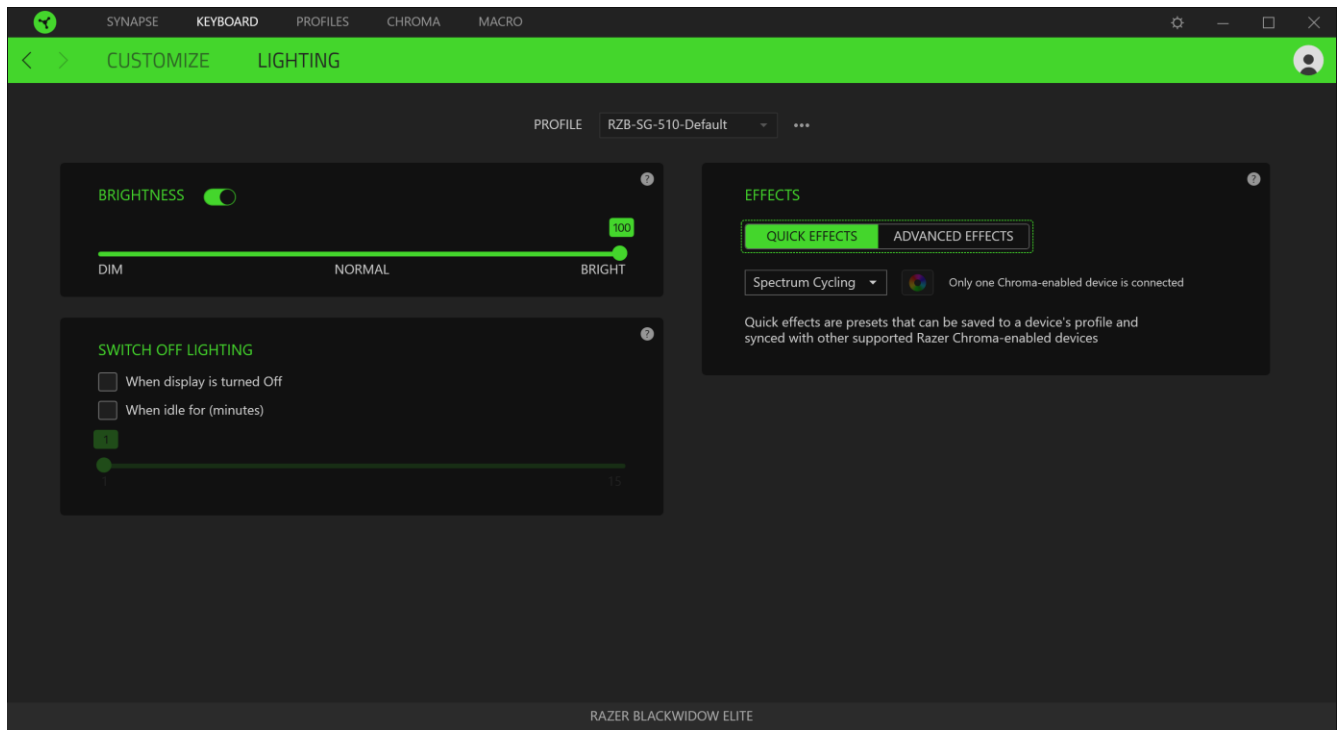 SYNAPSE KEYBOARD PROFILES CHROMA MACRO
CUSTOMIZE LIGHTING
PROFILE RZB-SG-510-Default
BRIGHTNESS
100
DIM NORMAL BRIGHT
SWITCH OFF LIGHTING
When display is turned Off
When idle for (minutes)
1
1 15
EFFECTS
QUICK EFFECTS ADVANCED EFFECTS
Spectrum Cycling Only one Chroma-enabled device is connected
Quick effects are presets that can be saved to a device's profile and
synced with other supported Razer Chroma-enabled devices
RAZER BLACKWIDOW ELITE